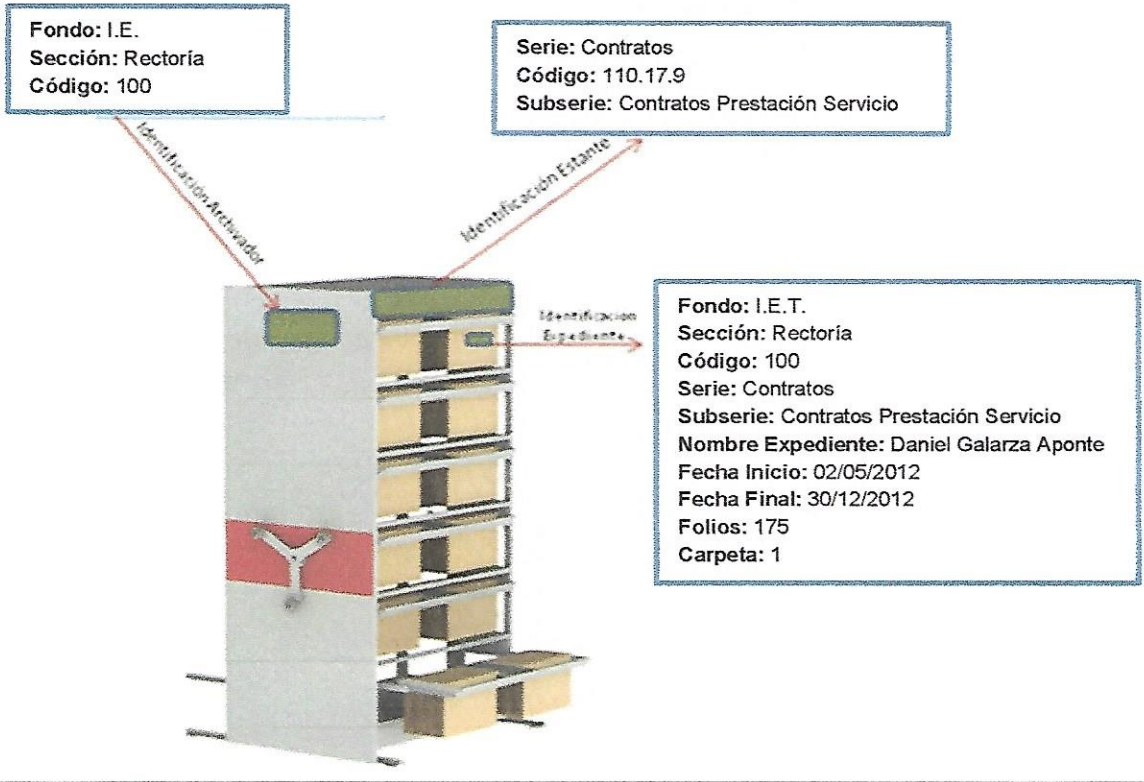 Fondo: I.E.
Sección: Rectoría
Código: 100
Serie: Contratos
Código: 110.17.9
Subserie: Contratos Prestación Servicio
Identificación Archivador
Identificación Estante
Identificación
Expediente
Fondo: I.E.T.
Sección: Rectoría
Código: 100
Serie: Contratos
Subserie: Contratos Prestación Servicio
Nombre Expediente: Daniel Galarza Aponte
Fecha Inicio: 02/05/2012
Fecha Final: 30/12/2012
Folios: 175
Carpeta: 1